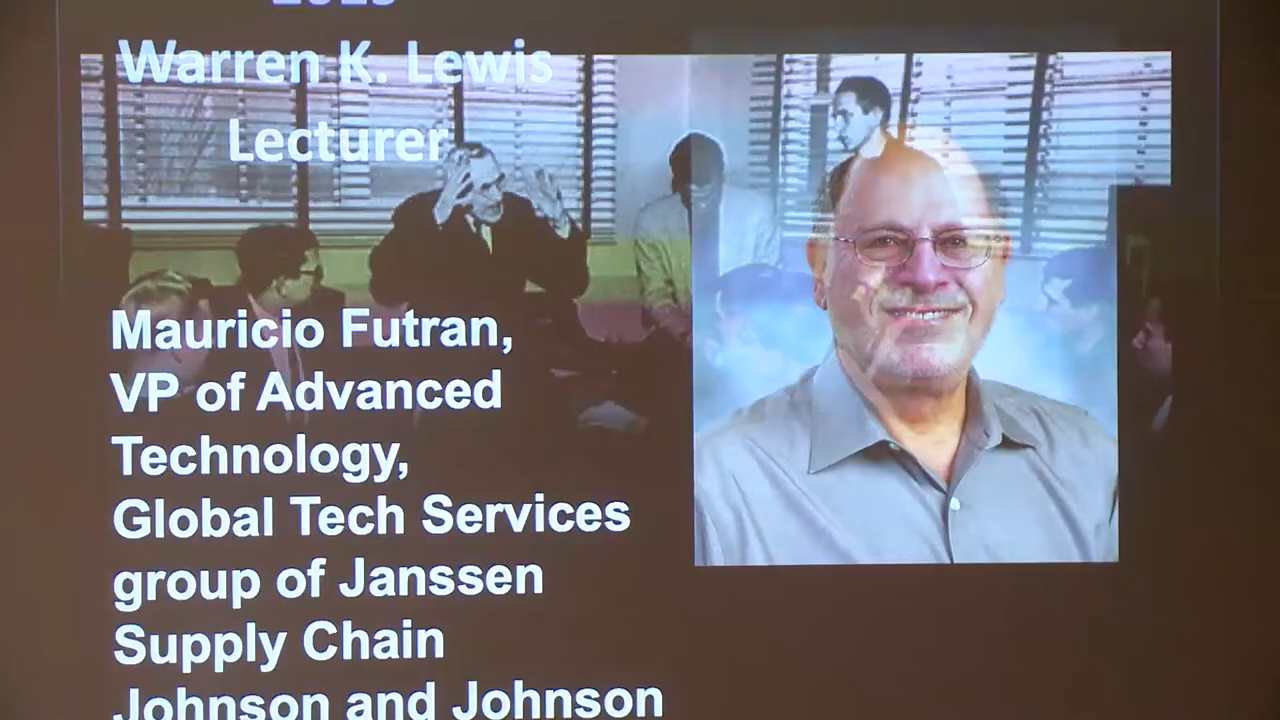 Warren K. Lewis
Lecturer
Mauricio Futran,
VP of Advanced
Technology,
Global Tech Services
group of Janssen
Supply Chain
Johnson and Johnson